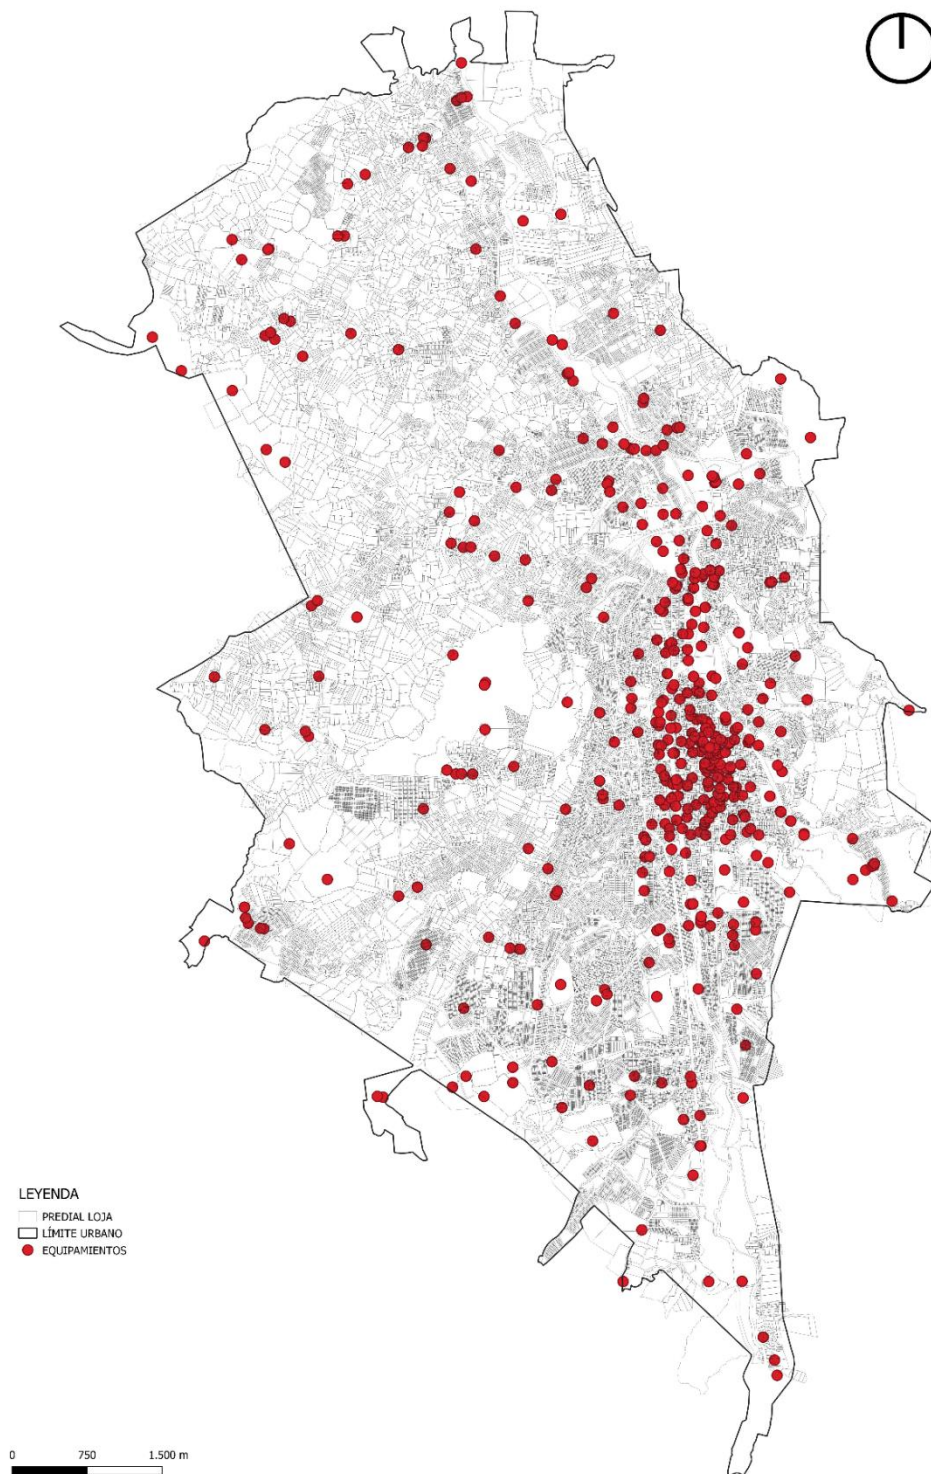 LEYENDA
PREDIAL LOJA
LÍMITE URBANO
EQUIPAMIENTOS
0 750 1.500 m